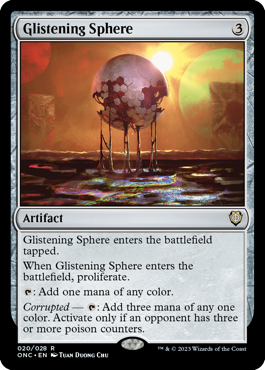 Glistening Sphere 3
Artifact
Glistening Sphere enters the battlefield
tapped.
When Glistening Sphere enters the
battlefield, proliferate.
: Add one mana of any color.
Corrupted — : Add three mana of any one
color. Activate only if an opponent has three
or more poison counters.
020/028 R
ONC • EN Tuan Duong Chu
™ & © 2023 Wizards of the Coast